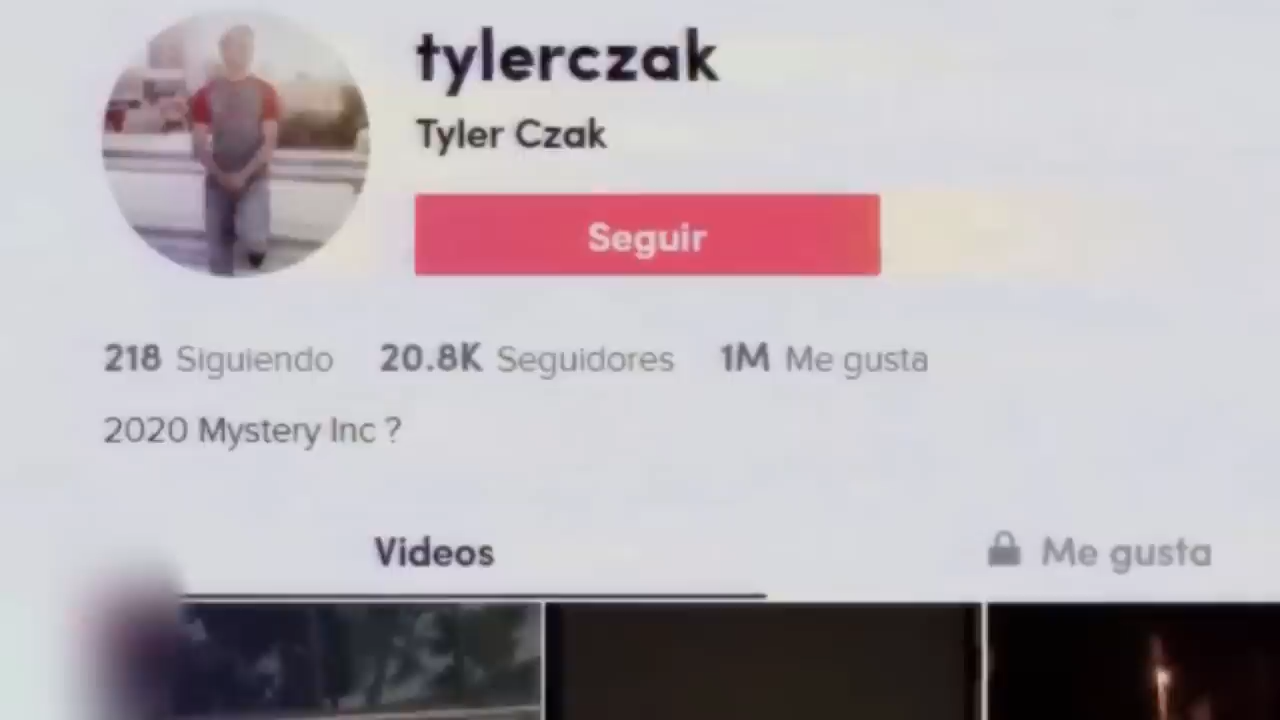 tylerczak
Tyler Czak
Seguir
218 Siguiendo 20.8K Seguidores 1M Me gusta
2020 Mystery Inc ?
Videos Me gusta